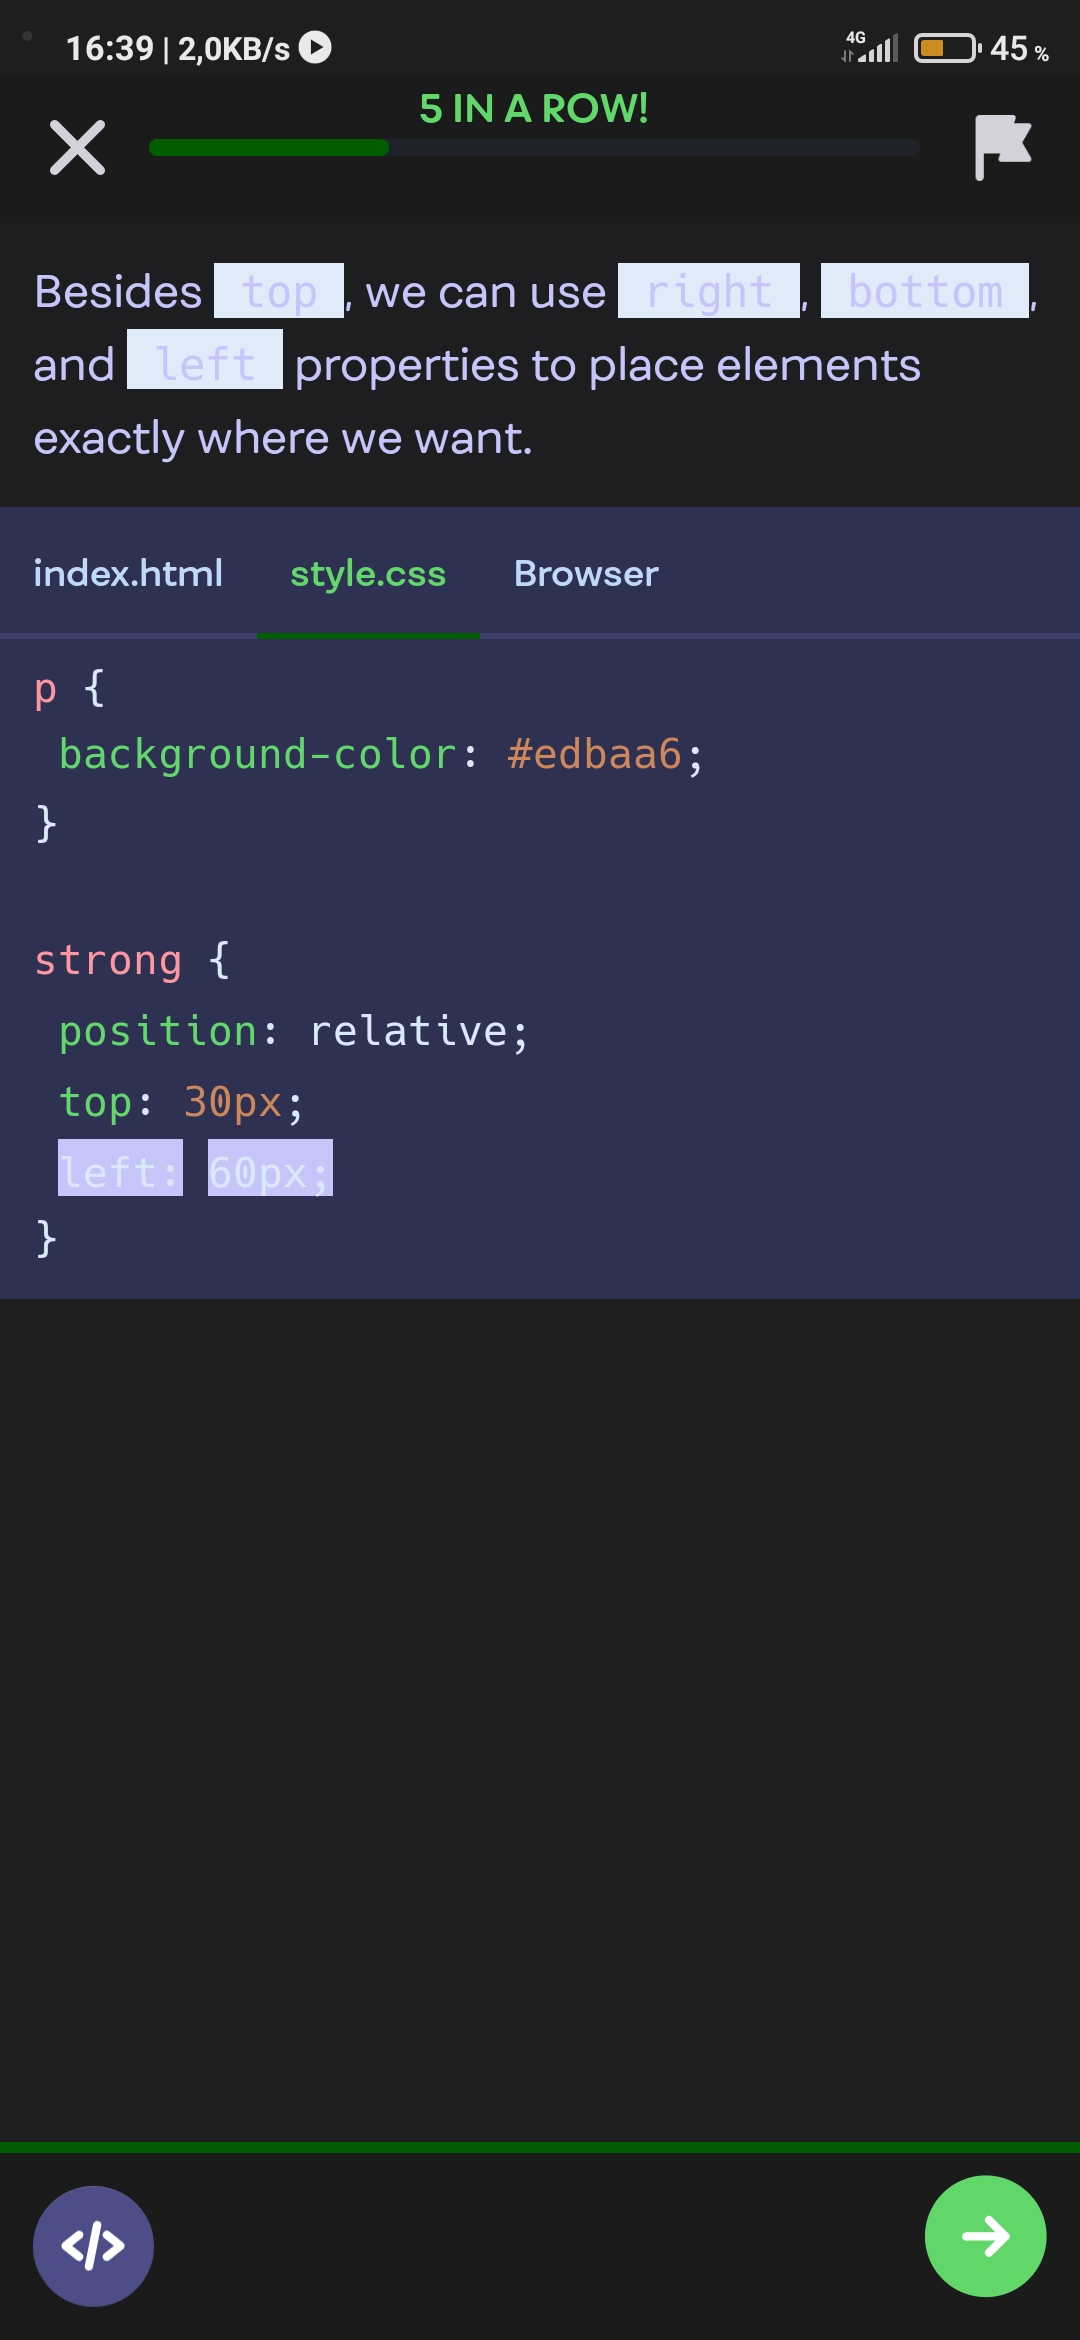 16:39 | 2,0KB/s 4G 45 %
5 IN A ROW!
Besides top, we can use right, bottom,
and left properties to place elements
exactly where we want.
index.html style.css Browser
p {
 background-color: #edbaa6;
}
strong {
 position: relative;
 top: 30px;
 left: 60px;
}
</>